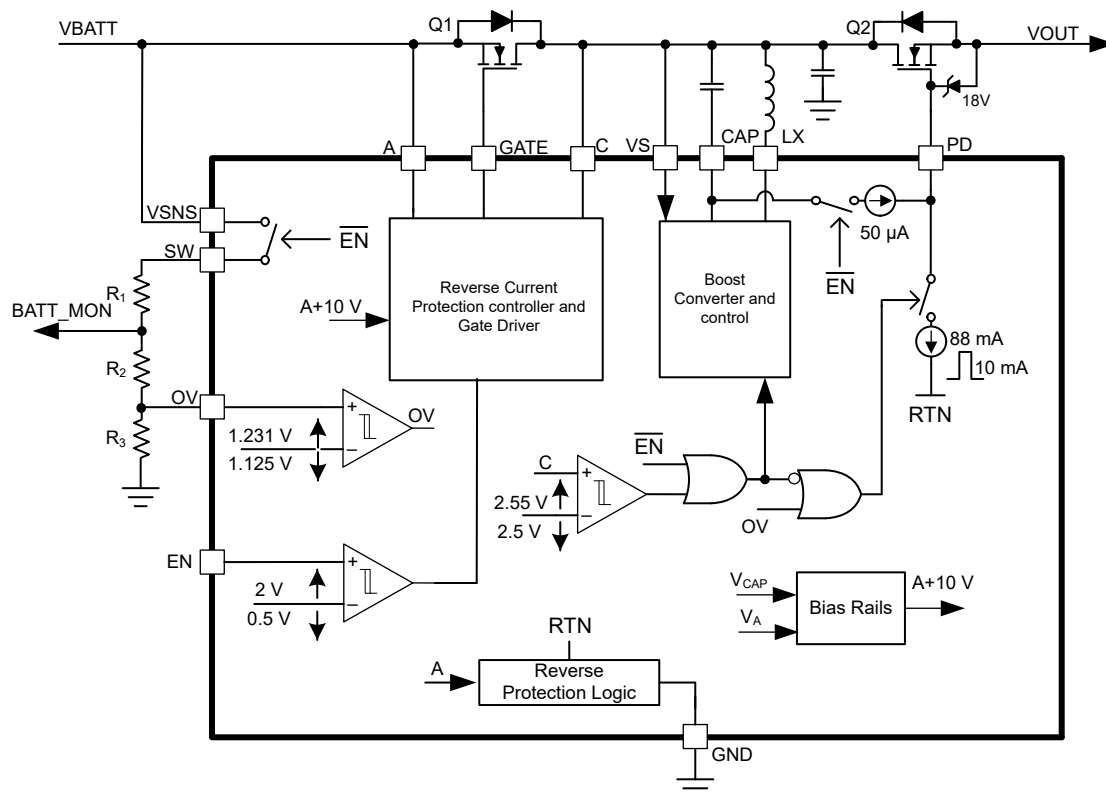 VBATT
Q1
Q2
VOUT
18V
A
GATE
C
VS
CAP
LX
PD
VSNS
SW
EN
50 µA
EN
R1
BATT_MON
R2
OV
R3
A+10 V
Reverse Current
Protection controller and
Gate Driver
Boost
Converter and
control
88 mA
10 mA
RTN
OV
1.231 V
1.125 V
+
−
EN
C
+
−
2.55 V
2.5 V
OV
EN
+
−
2 V
0.5 V
VCAP
VA
Bias Rails
A+10 V
RTN
A
Reverse
Protection Logic
GND